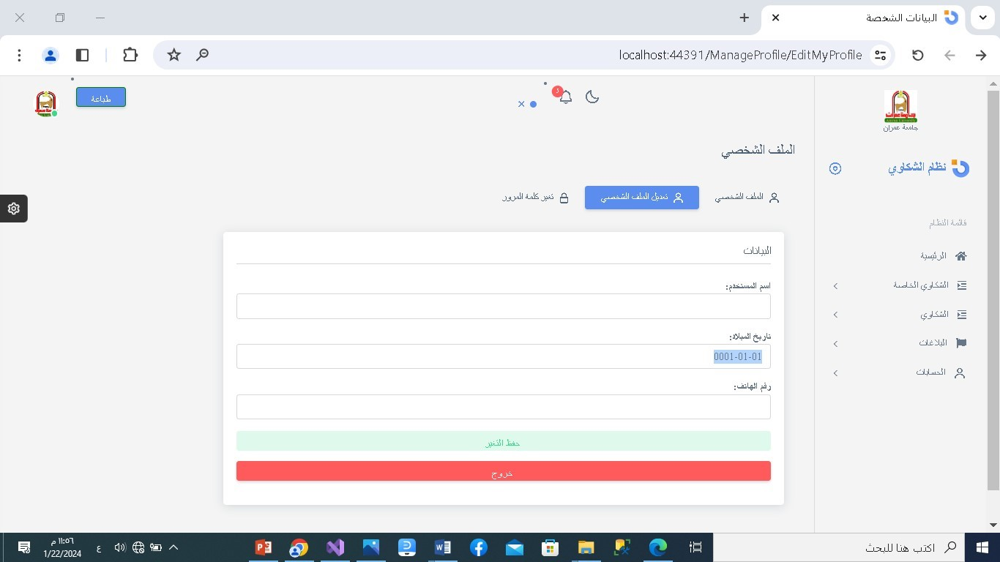 البيانات الشخصة
localhost:44391/ManageProfile/EditMyProfile
طباعة
3
جامعة عمران
نظام الشكاوي
قائمة النظام
الرئيسية
الشكاوي الخاصة
الشكاوي
البلاغات
الحسابات
الملف الشخصي
الملف الشخصي
تعديل الملف الشخصي
تغير كلمة المرور
البيانات
اسم المستخدم:
تاريخ الميلاد:
0001-01-01
رقم الهاتف:
حفظ التغير
خروج
اكتب هنا للبحث
ع
١١:٥٦ م
1/22/2024